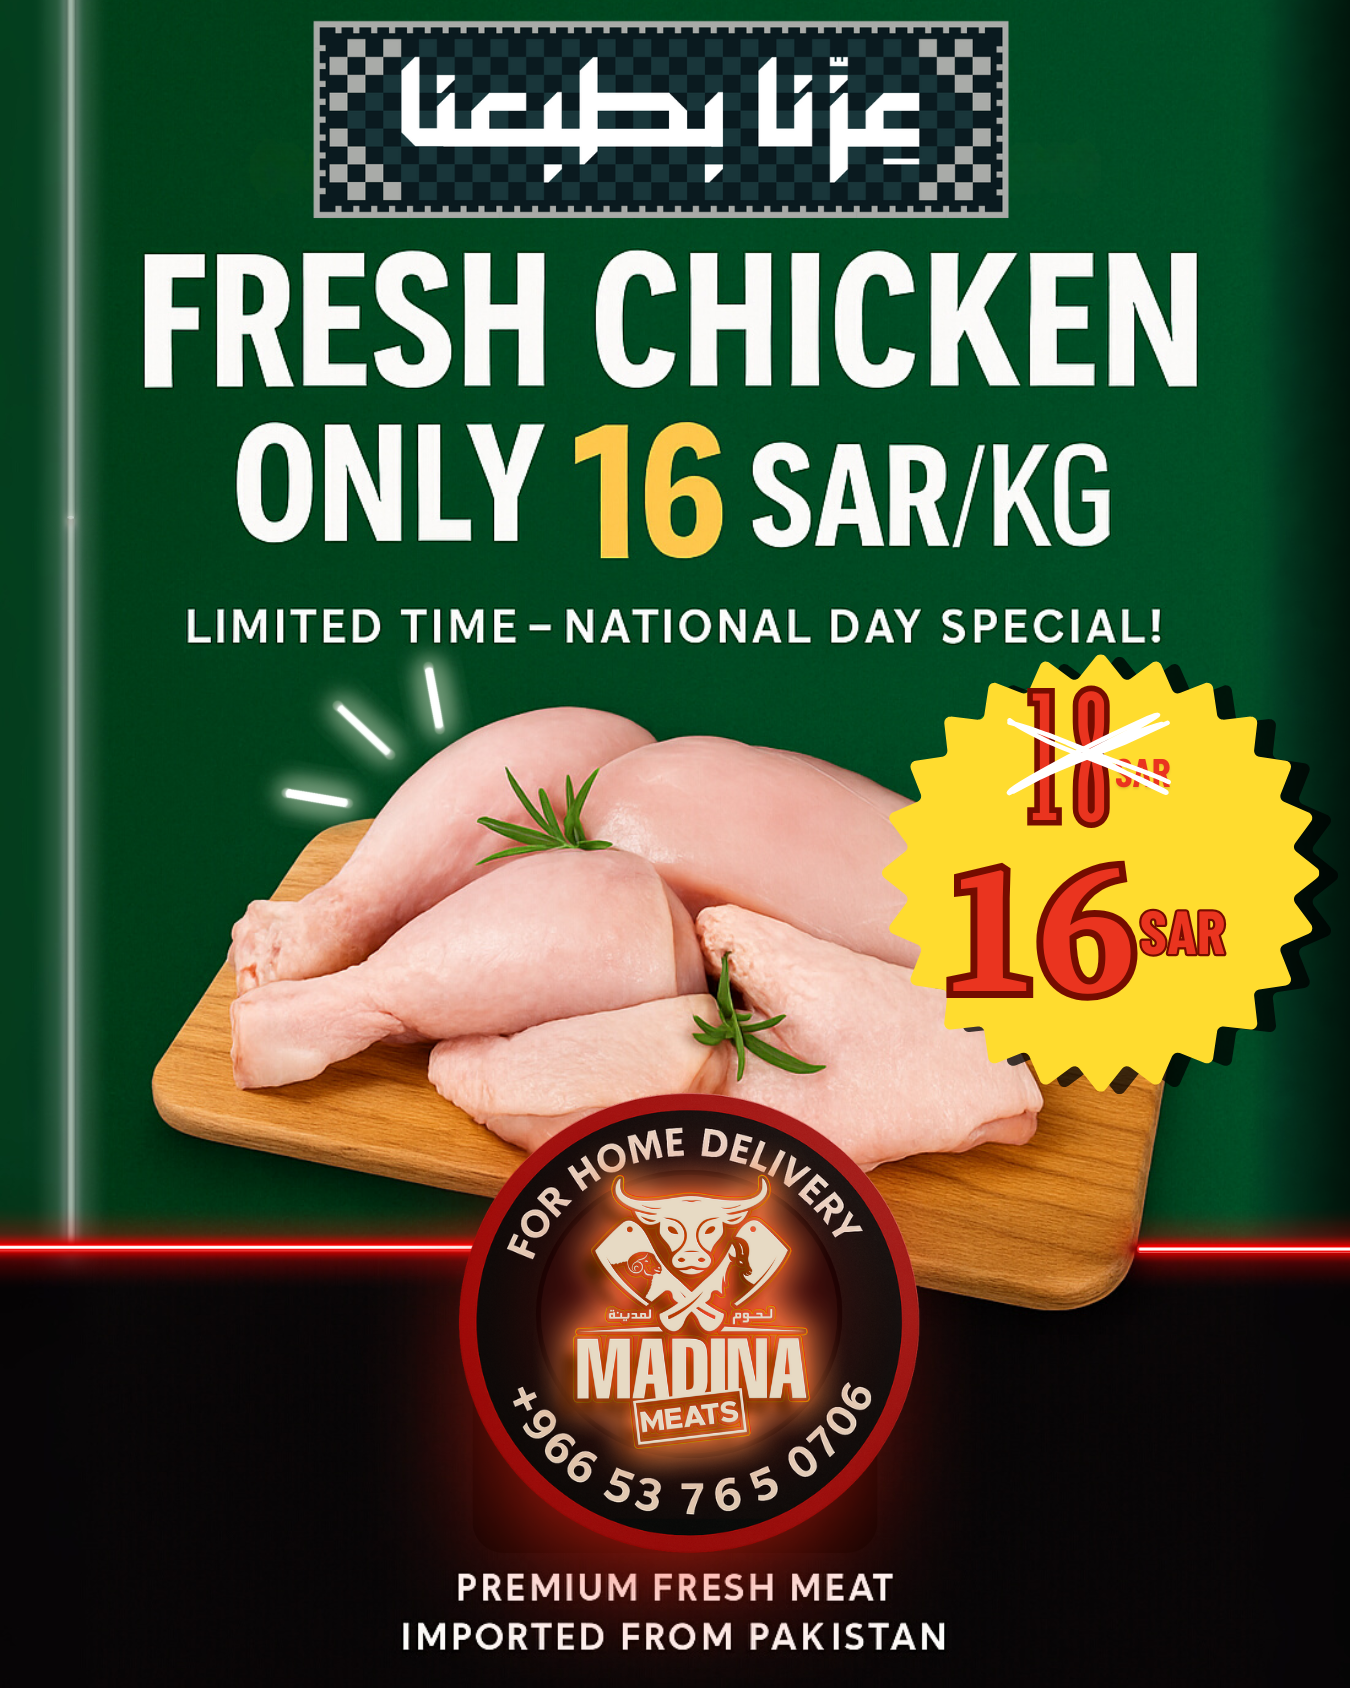 عِزّنا بطبعنا
FRESH CHICKEN
ONLY 16 SAR/KG
LIMITED TIME – NATIONAL DAY SPECIAL!
18 SAR
16 SAR
FOR HOME DELIVERY
لحوم لمدينة
MADINA
MEATS
+966 53 765 0706
PREMIUM FRESH MEAT
IMPORTED FROM PAKISTAN